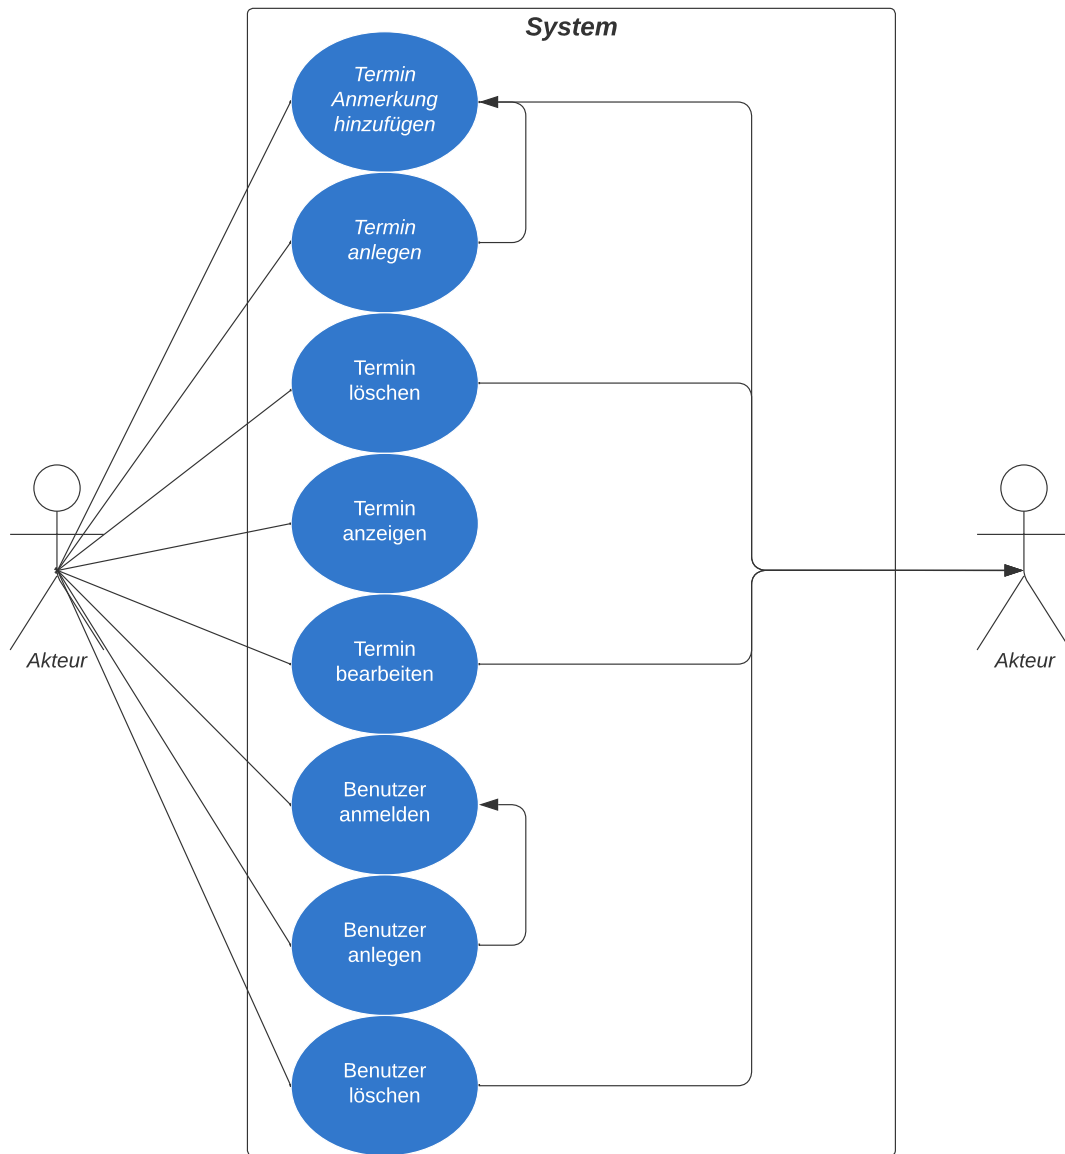 System
Termin
Anmerkung
hinzufügen
Termin
anlegen
Termin
löschen
Termin
anzeigen
Termin
bearbeiten
Benutzer
anmelden
Benutzer
anlegen
Benutzer
löschen
Akteur
Akteur